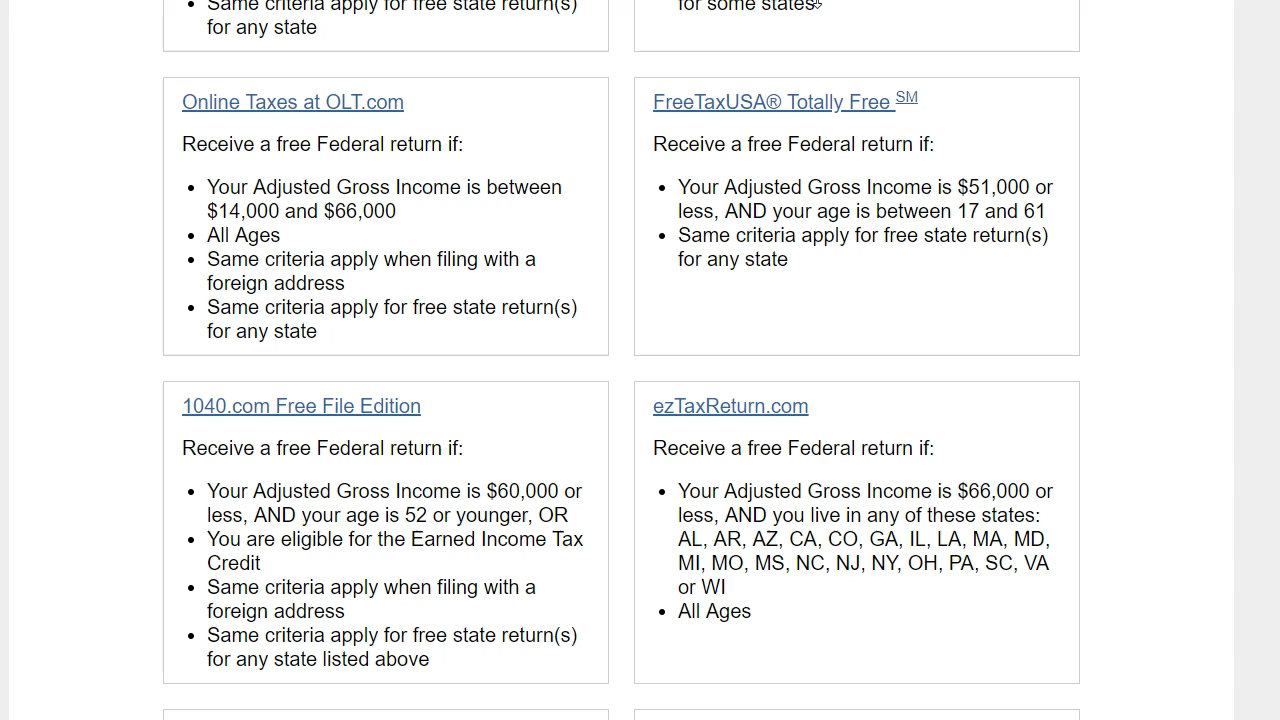 Same criteria apply for free state return(s)
for any state
for some states
Online Taxes at OLT.com
Receive a free Federal return if:
Your Adjusted Gross Income is between
$14,000 and $66,000
All Ages
Same criteria apply when filing with a
foreign address
Same criteria apply for free state return(s)
for any state
FreeTaxUSA® Totally Free SM
Receive a free Federal return if:
Your Adjusted Gross Income is $51,000 or
less, AND your age is between 17 and 61
Same criteria apply for free state return(s)
for any state
1040.com Free File Edition
Receive a free Federal return if:
Your Adjusted Gross Income is $60,000 or
less, AND your age is 52 or younger, OR
You are eligible for the Earned Income Tax
Credit
Same criteria apply when filing with a
foreign address
Same criteria apply for free state return(s)
for any state listed above
ezTaxReturn.com
Receive a free Federal return if:
Your Adjusted Gross Income is $66,000 or
less, AND you live in any of these states:
AL, AR, AZ, CA, CO, GA, IL, LA, MA, MD,
MI, MO, MS, NC, NJ, NY, OH, PA, SC, VA
or WI
All Ages